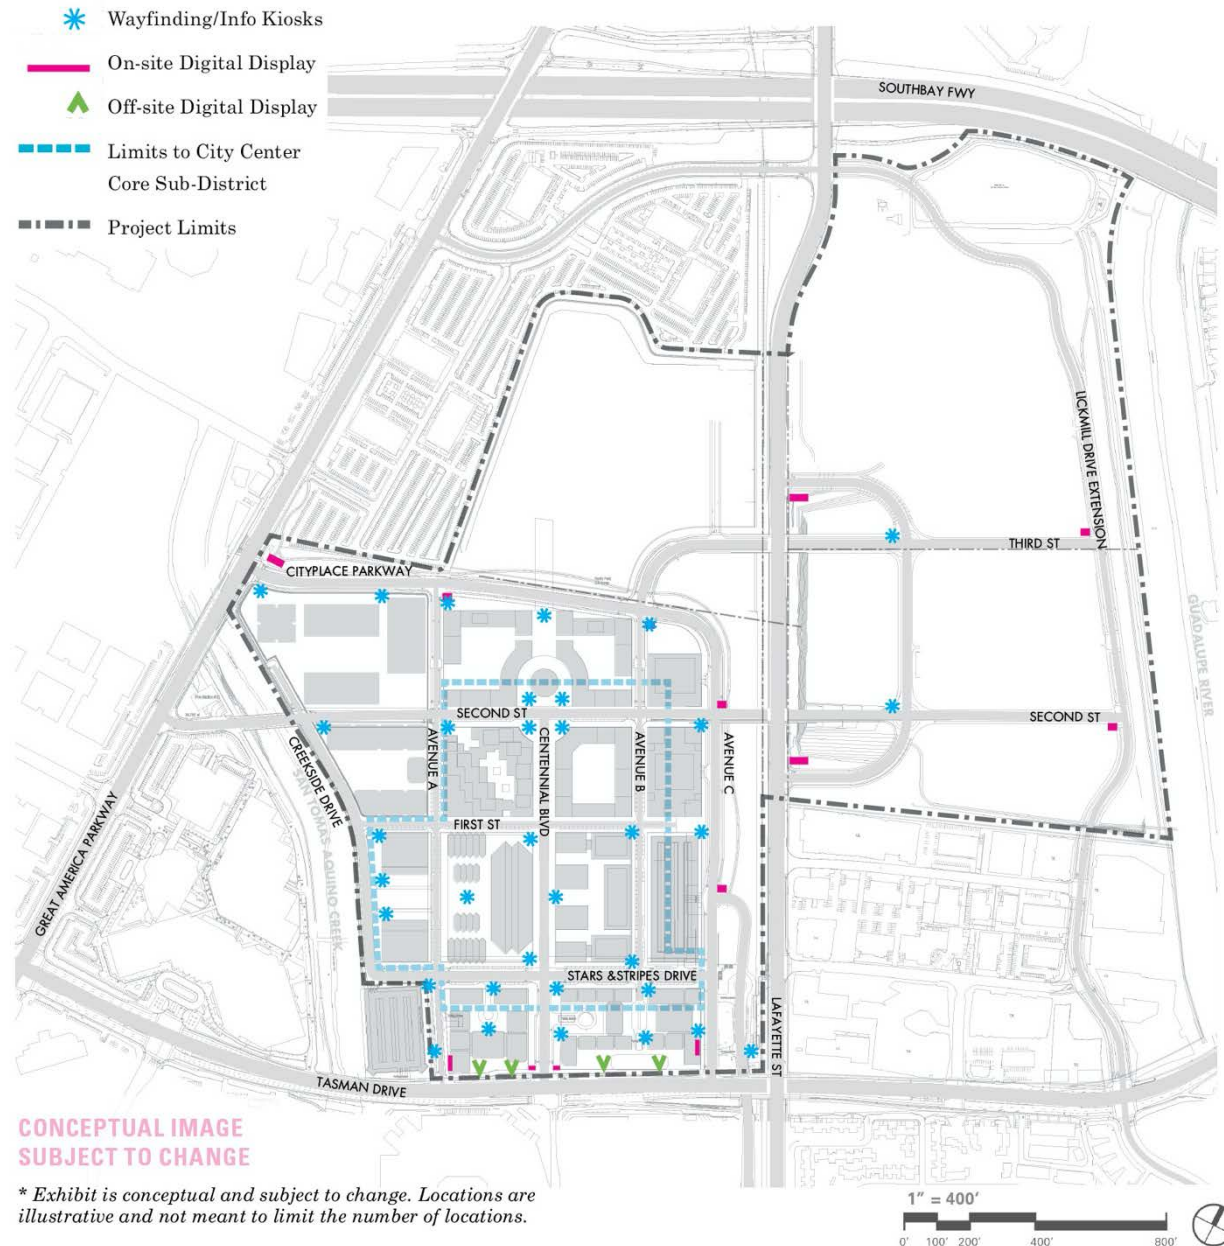 Wayfinding/Info Kiosks
On-site Digital Display
Off-site Digital Display
Limits to City Center
Core Sub-District
Project Limits
SOUTHBAY FWY
LICKMILL DRIVE EXTENSION
THIRD ST
CITYPLACE PARKWAY
GUADALUPE RIVER
SECOND ST
SECOND ST
AVENUE A
CENTENNIAL BLVD
AVENUE B
AVENUE C
CREEKSIDE DRIVE
SAN TOMAS AQUINO CREEK
GREAT AMERICA PARKWAY
FIRST ST
STARS &STRIPES DRIVE
LAFAYETTE ST
TASMAN DRIVE
CONCEPTUAL IMAGE
SUBJECT TO CHANGE
* Exhibit is conceptual and subject to change. Locations are
illustrative and not meant to limit the number of locations.
1" = 400'
0' 100' 200' 400' 800'